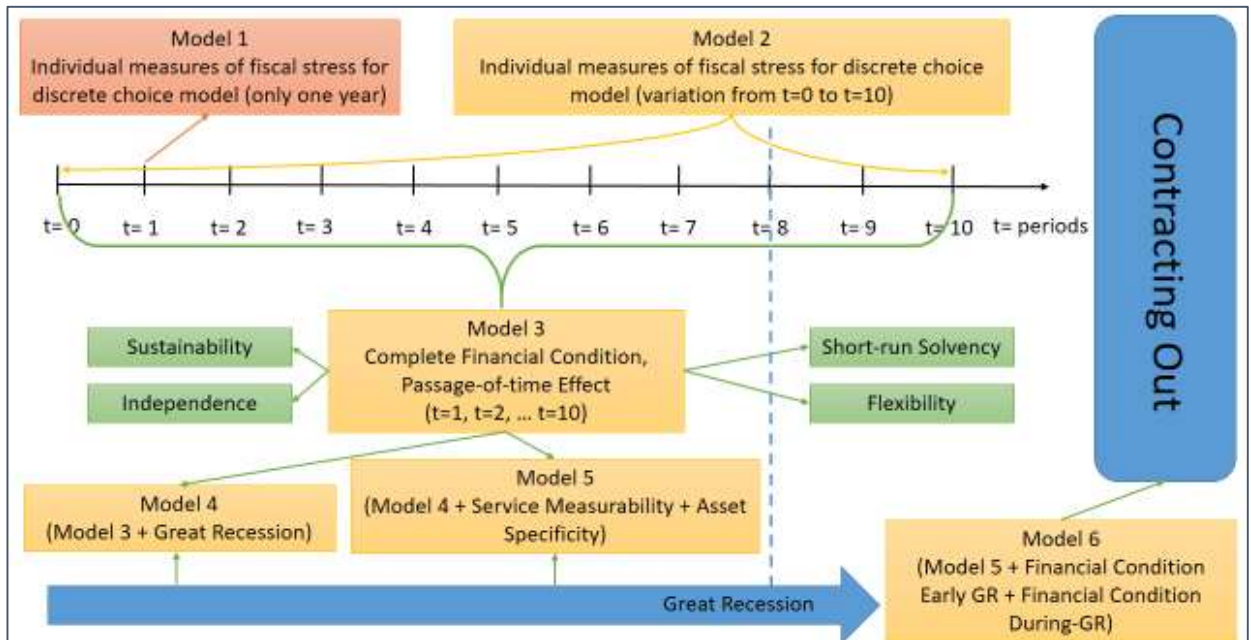 Model 1
Individual measures of fiscal stress for
discrete choice model (only one year)
Model 2
Individual measures of fiscal stress for discrete choice
model (variation from t=0 to t=10)
Contracting Out
t= 0
t= 1
t= 2
t= 3
t= 4
t= 5
t= 6
t= 7
t= 8
t= 9
t= 10
t= periods
Sustainability
Independence
Model 3
Complete Financial Condition,
Passage-of-time Effect
(t=1, t=2, ... t=10)
Short-run Solvency
Flexibility
Model 4
(Model 3 + Great Recession)
Model 5
(Model 4 + Service Measurability + Asset
Specificity)
Model 6
(Model 5 + Financial Condition
Early GR + Financial Condition
During-GR)
Great Recession